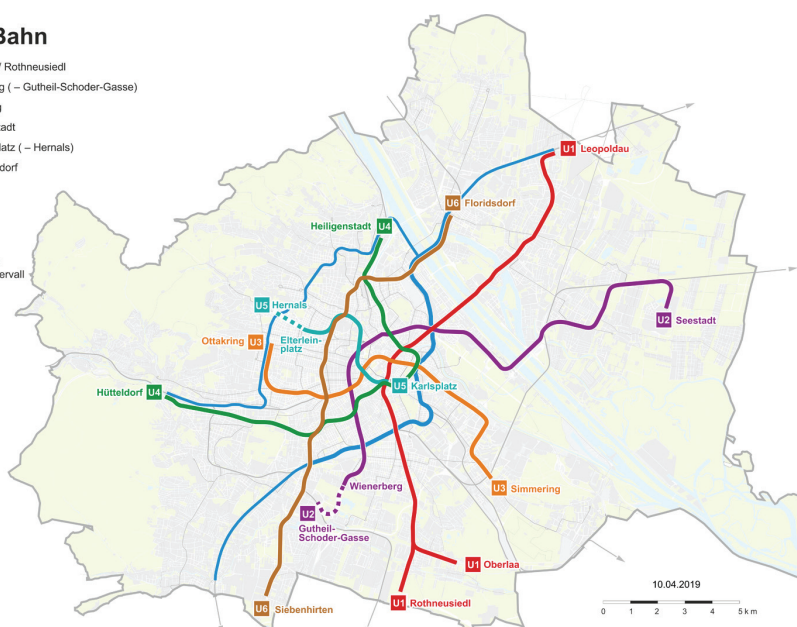 Bahn
/ Rothneusiedl
g ( – Gutheil-Schoder-Gasse)
g
tadt
latz ( – Hernals)
dorf
ervall
U1 Leopoldau
U6 Floridsdorf
Heiligenstadt U4
U5 Hernals
Elterlein-
platz
Ottakring U3
U2 Seestadt
Hütteldorf U4
U5 Karlsplatz
Wienerberg
U3 Simmering
U2
Gutheil-
Schoder-Gasse
U1 Oberlaa
U1 Rothneusiedl
U6 Siebenhirten
10.04.2019
0 1 2 3 4 5 km